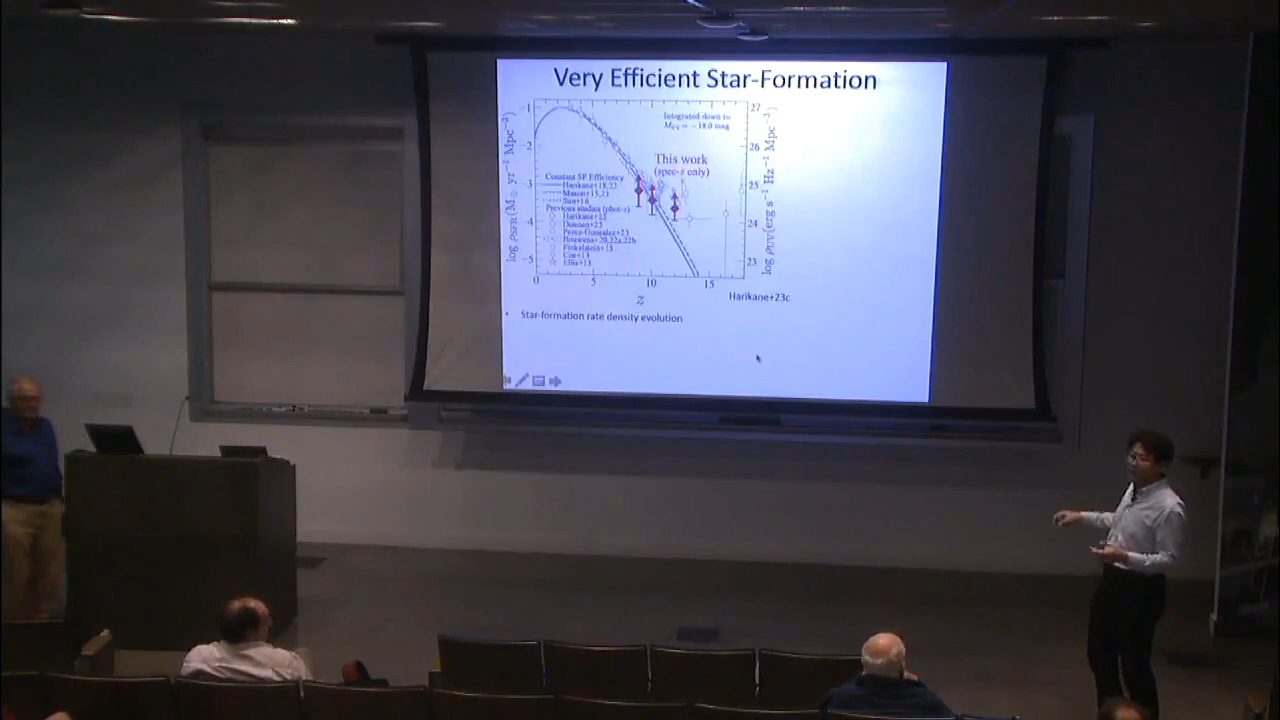 Very Efficient Star-Formation
Integrated down to
M_UV = −18.0 mag
This work
(spec-z only)
Constant SF Efficiency
Harikane+18,22
Mason+15,23
Sun+16
Previous studies (phot-z)
Harikane+23
Donnan+23
Perez-Gonzalez+23
Bouwens+20,22a,22b
Finkelstein+15
Coe+13
Ellis+13
log ρSFR (M⊙ yr−1 Mpc−3)
−1
−2
−3
−4
−5
27
26
25
24
23
log ρUV (erg s−1 Hz−1 Mpc−3)
0 5 10 15
z
Harikane+23c
• Star-formation rate density evolution